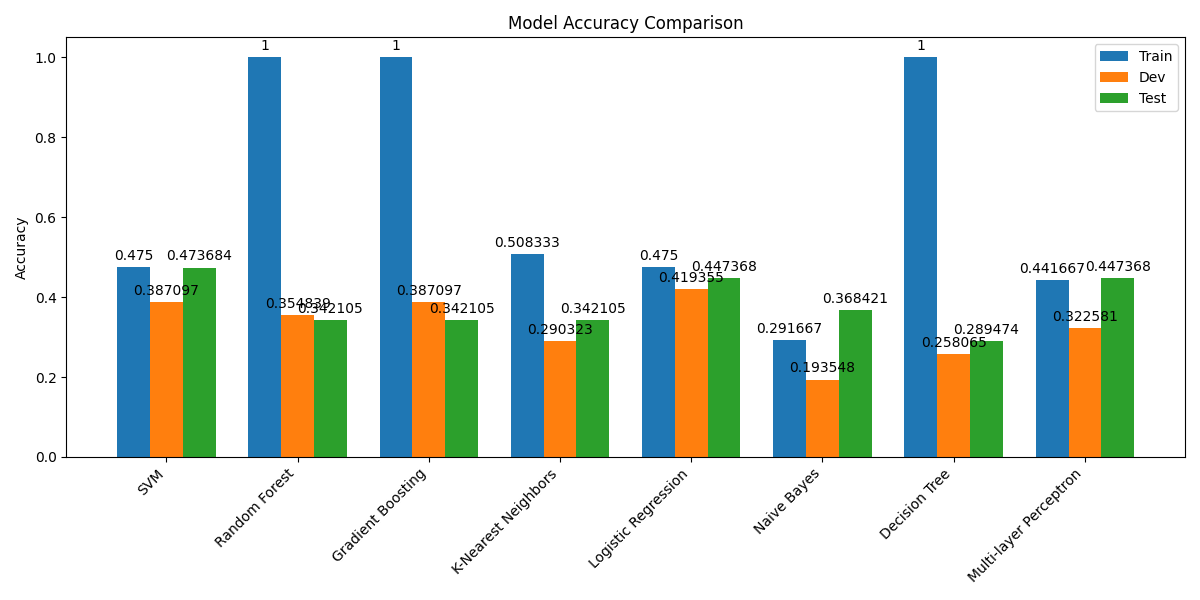 Model Accuracy Comparison
Accuracy
1.0
0.8
0.6
0.4
0.2
0.0
Train
Dev
Test
0.475
0.387097
0.473684
1
0.354839
0.342105
1
0.387097
0.342105
0.508333
0.290323
0.342105
0.475
0.419355
0.447368
0.291667
0.193548
0.368421
1
0.258065
0.289474
0.441667
0.322581
0.447368
SVM
Random Forest
Gradient Boosting
K-Nearest Neighbors
Logistic Regression
Naive Bayes
Decision Tree
Multi-layer Perceptron